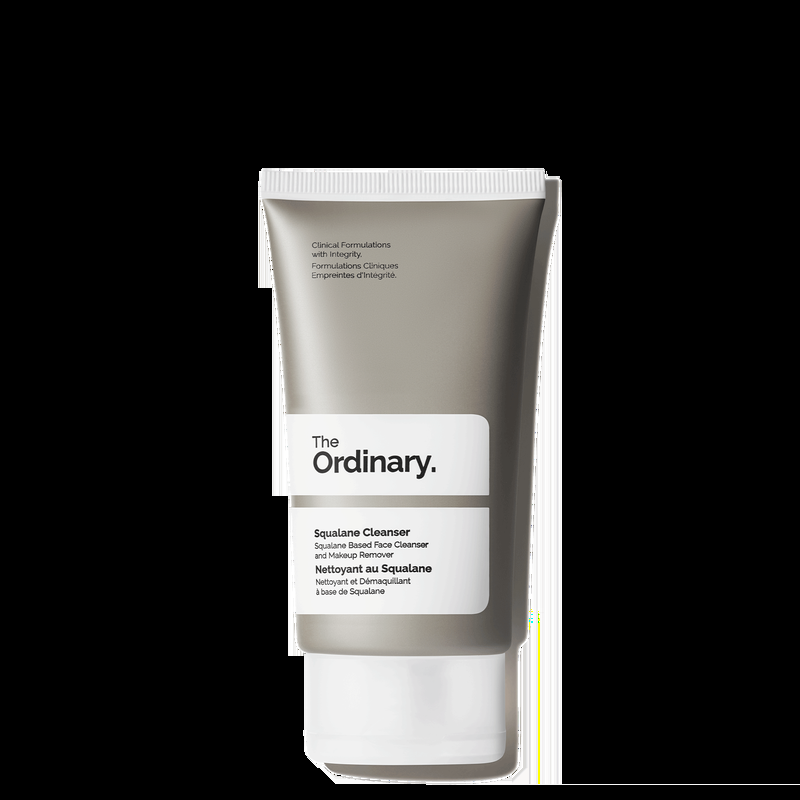 Clinical Formulations
with Integrity.
Formulations Cliniques
Empreintes d'Intégrité.
The
Ordinary.
Squalane Cleanser
Squalane Based Face Cleanser
and Makeup Remover
Nettoyant au Squalane
Nettoyant et Démaquillant
à base de Squalane